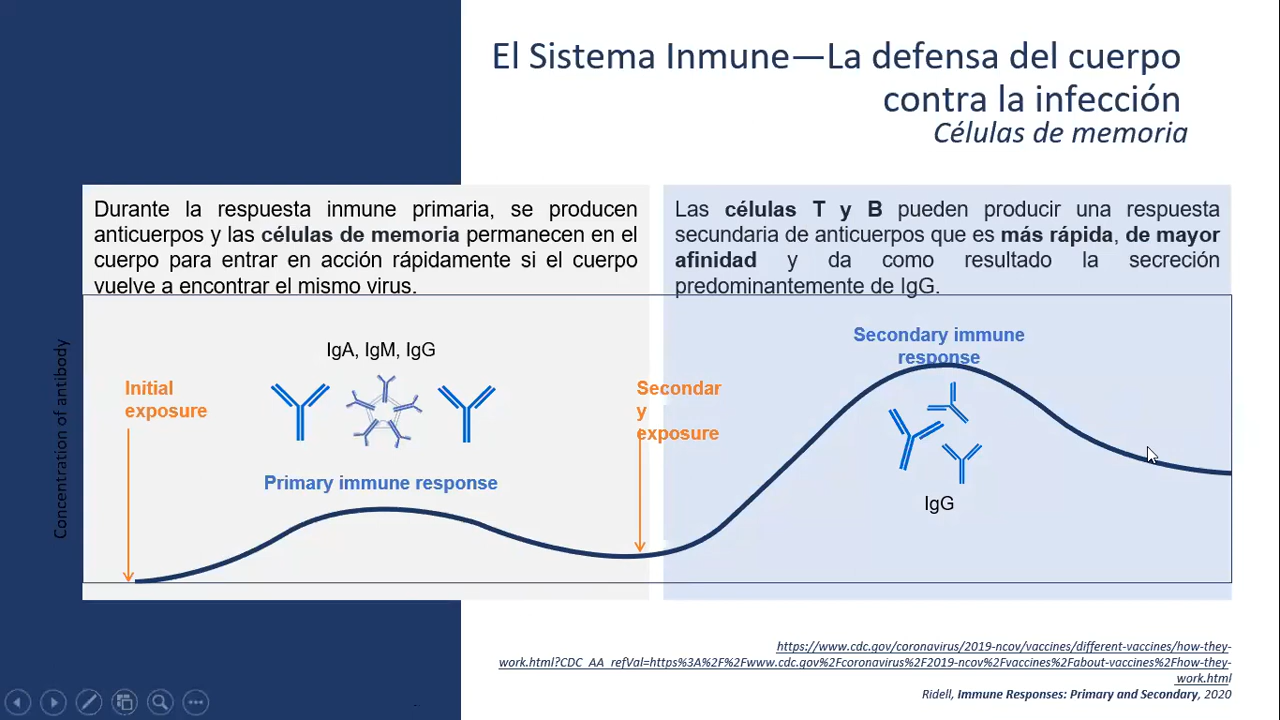 El Sistema Inmune—La defensa del cuerpo
contra la infección
Células de memoria
Durante la respuesta inmune primaria, se producen
anticuerpos y las células de memoria permanecen en el
cuerpo para entrar en acción rápidamente si el cuerpo
vuelve a encontrar el mismo virus.
Las células T y B pueden producir una respuesta
secundaria de anticuerpos que es más rápida, de mayor
afinidad y da como resultado la secreción
predominantemente de IgG.
Concentration of antibody
Initial
exposure
IgA, IgM, IgG
Primary immune response
Secondar
y
exposure
Secondary immune
response
IgG
https://www.cdc.gov/coronavirus/2019-ncov/vaccines/different-vaccines/how-they-
work.html?CDC_AA_refVal=https%3A%2F%2Fwww.cdc.gov%2Fcoronavirus%2F2019-ncov%2Fvaccines%2Fabout-vaccines%2Fhow-they-
work.html
Ridell, Immune Responses: Primary and Secondary, 2020